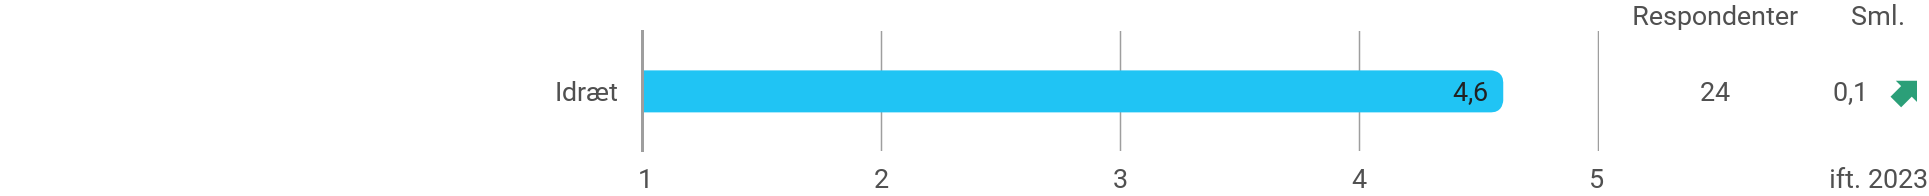 Respondenter Sml.
Idræt 4,6 24 0,1
1 2 3 4 5 ift. 2023